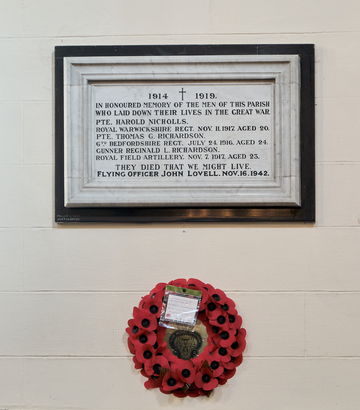 1914 1919.
IN HONOURED MEMORY OF THE MEN OF THIS PARISH
WHO LAID DOWN THEIR LIVES IN THE GREAT WAR
PTE. HAROLD NICHOLLS.
ROYAL WARWICKSHIRE REGT. NOV. 11. 1917. AGED 20.
PTE. THOMAS G. RICHARDSON.
6TH BEDFORDSHIRE REGT. JULY 24. 1916. AGED 24.
GUNNER REGINALD L. RICHARDSON.
ROYAL FIELD ARTILLERY. NOV. 7. 1917. AGED 23.
THEY DIED THAT WE MIGHT LIVE.
FLYING OFFICER JOHN LOVELL. NOV. 16. 1942.